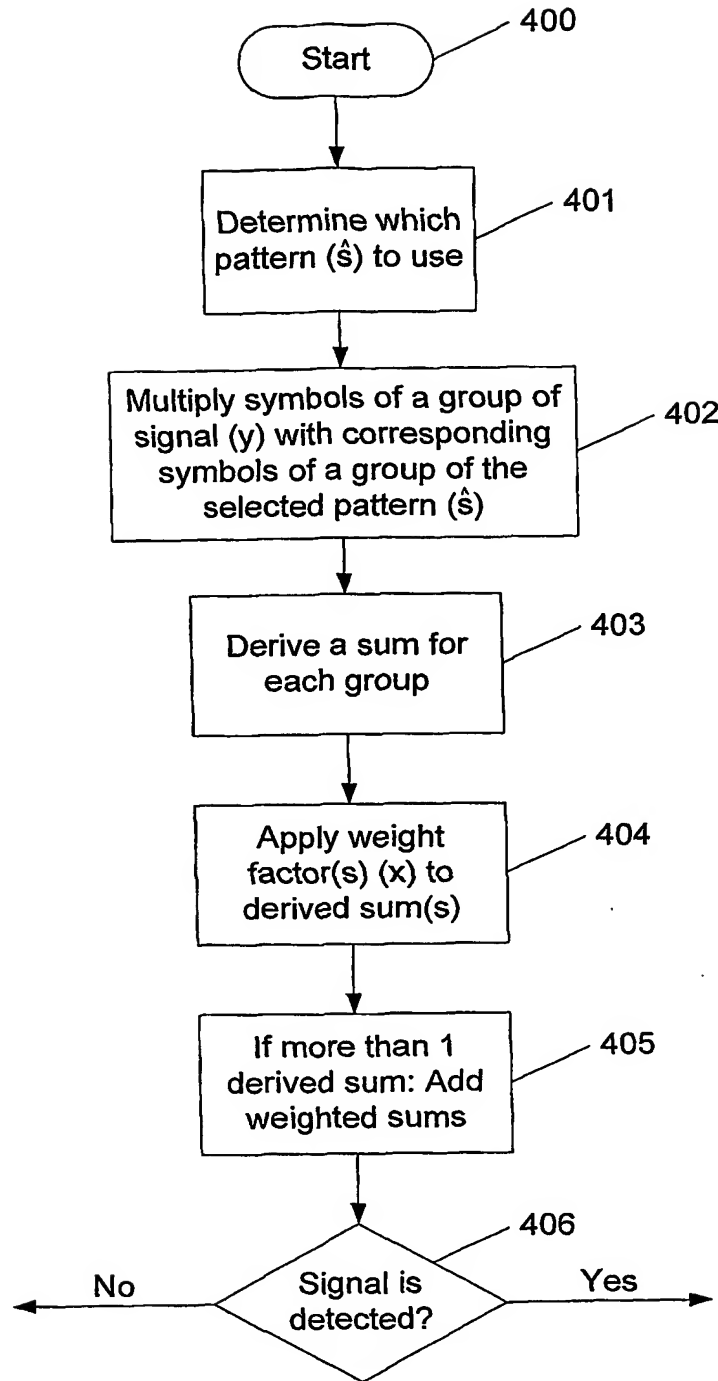 400
Start
401
Determine which
pattern (ŝ) to use
Multiply symbols of a group of
signal (y) with corresponding
symbols of a group of the
selected pattern (ŝ)
402
Derive a sum for
each group
403
Apply weight
factor(s) (x) to
derived sum(s)
404
If more than 1
derived sum: Add
weighted sums
405
406
No
Signal is
detected?
Yes